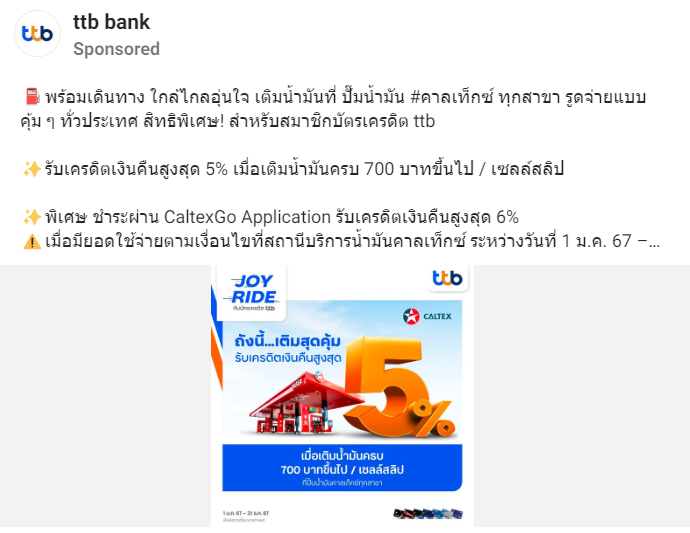 ttb
ttb bank
Sponsored
⛽ พร้อมเดินทาง ใกล้ไกลอุ่นใจ เติมน้ำมันที่ ปั๊มน้ำมัน #คาลเท็กซ์ ทุกสาขา รูดจ่ายแบบ
คุ้ม ๆ ทั่วประเทศ สิทธิพิเศษ! สำหรับสมาชิกบัตรเครดิต ttb
✨รับเครดิตเงินคืนสูงสุด 5% เมื่อเติมน้ำมันครบ 700 บาทขึ้นไป / เซลล์สลิป
✨พิเศษ ชำระผ่าน CaltexGo Application รับเครดิตเงินคืนสูงสุด 6%
⚠️เมื่อมียอดใช้จ่ายตามเงื่อนไขที่สถานีบริการน้ำมันคาลเท็กซ์ ระหว่างวันที่ 1 ม.ค. 67 –...
JOY
RIDE
กับบัตรเครดิต ttb
ttb
CALTEX
ถังนี้...เติมสุดคุ้ม
รับเครดิตเงินคืนสูงสุด
5%
เมื่อเติมน้ำมันครบ
700 บาทขึ้นไป / เซลล์สลิป
ที่ปั๊มน้ำมันคาลเท็กซ์ทุกสาขา
1 ม.ค. 67 – 31 ธ.ค. 67